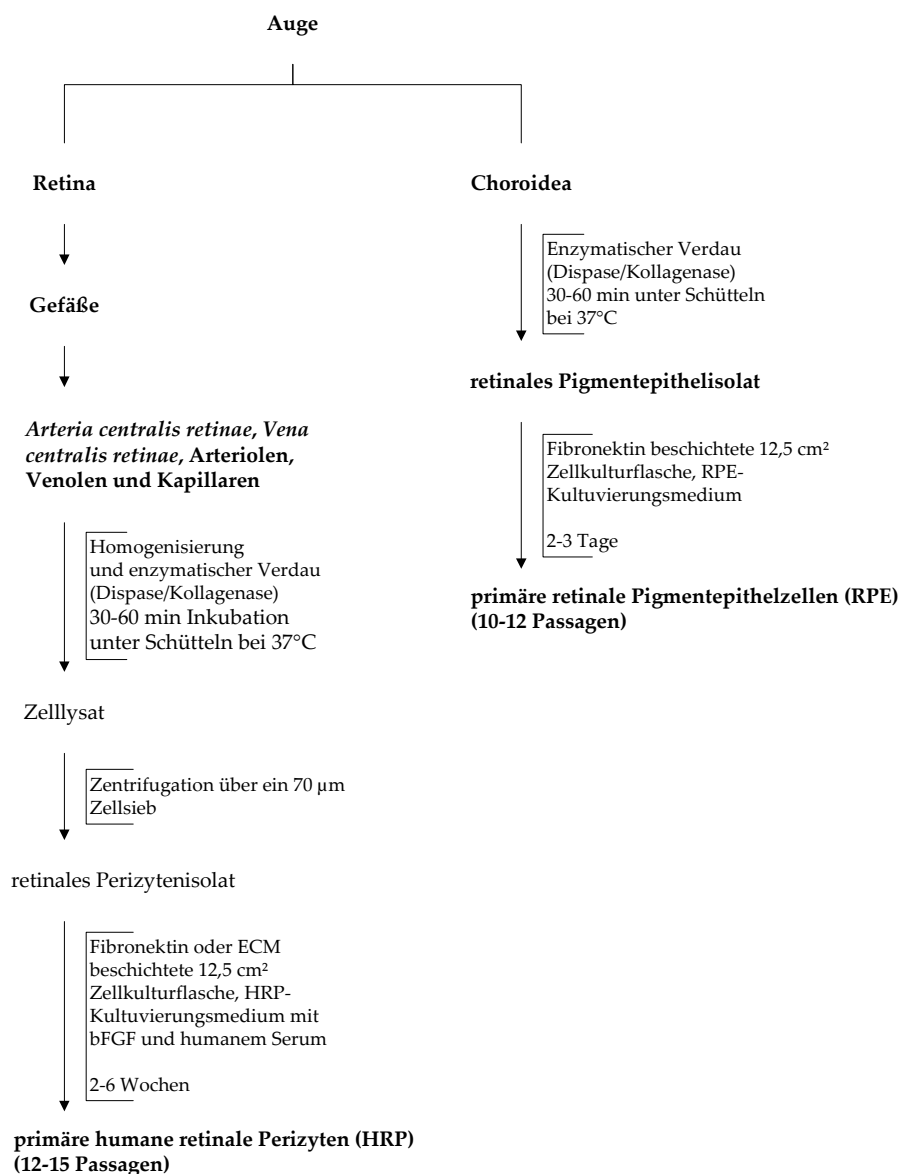 Auge
Retina
Gefäße
Arteria centralis retinae, Vena
centralis retinae, Arteriolen,
Venolen und Kapillaren
Homogenisierung
und enzymatischer Verdau
(Dispase/Kollagenase)
30-60 min Inkubation
unter Schütteln bei 37°C
Zelllysat
Zentrifugation über ein 70 µm
Zellsieb
retinales Perizytenisolat
Fibronektin oder ECM
beschichtete 12,5 cm²
Zellkulturflasche, HRP-
Kultuvierungsmedium mit
bFGF und humanem Serum
2-6 Wochen
primäre humane retinale Perizyten (HRP)
(12-15 Passagen)
Choroidea
Enzymatischer Verdau
(Dispase/Kollagenase)
30-60 min unter Schütteln
bei 37°C
retinales Pigmentepithelisolat
Fibronektin beschichtete 12,5 cm²
Zellkulturflasche, RPE-
Kultuvierungsmedium
2-3 Tage
primäre retinale Pigmentepithelzellen (RPE)
(10-12 Passagen)